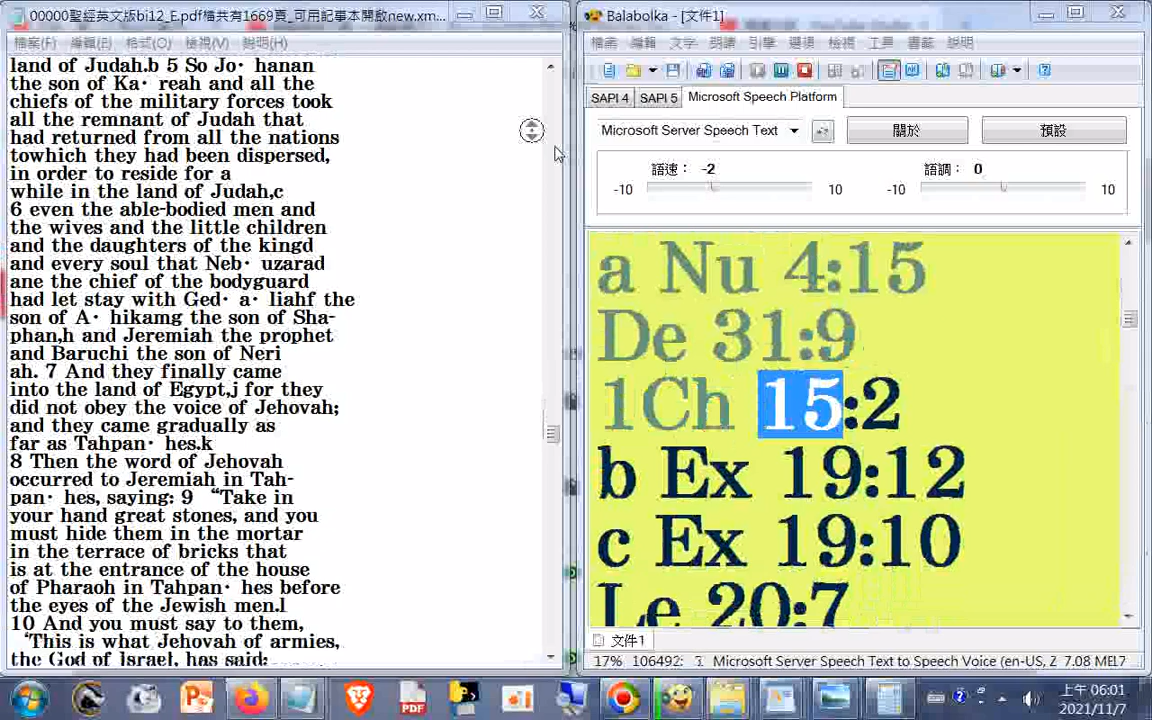 00000聖經英文版bi12_E.pdf檔共有1669頁_可用記事本開啟new.xm...
檔案(F) 編輯(E) 格式(O) 檢視(V) 說明(H)
land of Judah.b 5 So Jo· hanan
the son of Ka· reah and all the
chiefs of the military forces took
all the remnant of Judah that
had returned from all the nations
towhich they had been dispersed,
in order to reside for a
while in the land of Judah,c
6 even the able-bodied men and
the wives and the little children
and the daughters of the kingd
and every soul that Neb· uzarad
ane the chief of the bodyguard
had let stay with Ged· a· liahf the
son of A· hikamg the son of Sha-
phan,h and Jeremiah the prophet
and Baruchi the son of Neri
ah. 7 And they finally came
into the land of Egypt,j for they
did not obey the voice of Jehovah;
and they came gradually as
far as Tahpan· hes.k
8 Then the word of Jehovah
occurred to Jeremiah in Tah-
pan· hes, saying: 9 “Take in
your hand great stones, and you
must hide them in the mortar
in the terrace of bricks that
is at the entrance of the house
of Pharaoh in Tahpan· hes before
the eyes of the Jewish men.l
10 And you must say to them,
‘This is what Jehovah of armies,
the God of Israel, has said:
Balabolka - [文件1]
檔案 編輯 文字 朗讀 引擎 選項 檢視 工具 書籤 說明
SAPI 4 SAPI 5 Microsoft Speech Platform
Microsoft Server Speech Text 關於 預設
語速： -2 語調： 0
-10 10 -10 10
a Nu 4:15
De 31:9
1Ch 15:2
b Ex 19:12
c Ex 19:10
Le 20:7
文件1
17% 106492: Microsoft Server Speech Text to Speech Voice (en-US, Z 7.08 MEL7
PDF
上午 06:01
2021/11/7